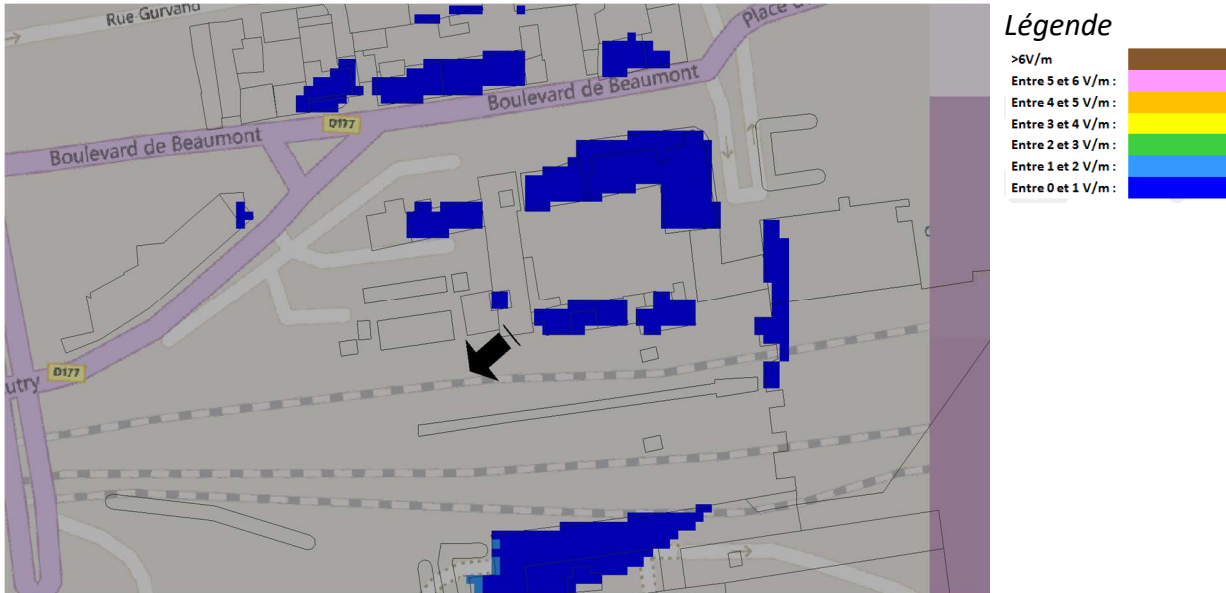 Rue Gurvand
Place d
Boulevard de Beaumont
D177
Boulevard de Beaumont
utry
D177
Légende
>6V/m
Entre 5 et 6 V/m :
Entre 4 et 5 V/m :
Entre 3 et 4 V/m :
Entre 2 et 3 V/m :
Entre 1 et 2 V/m :
Entre 0 et 1 V/m :